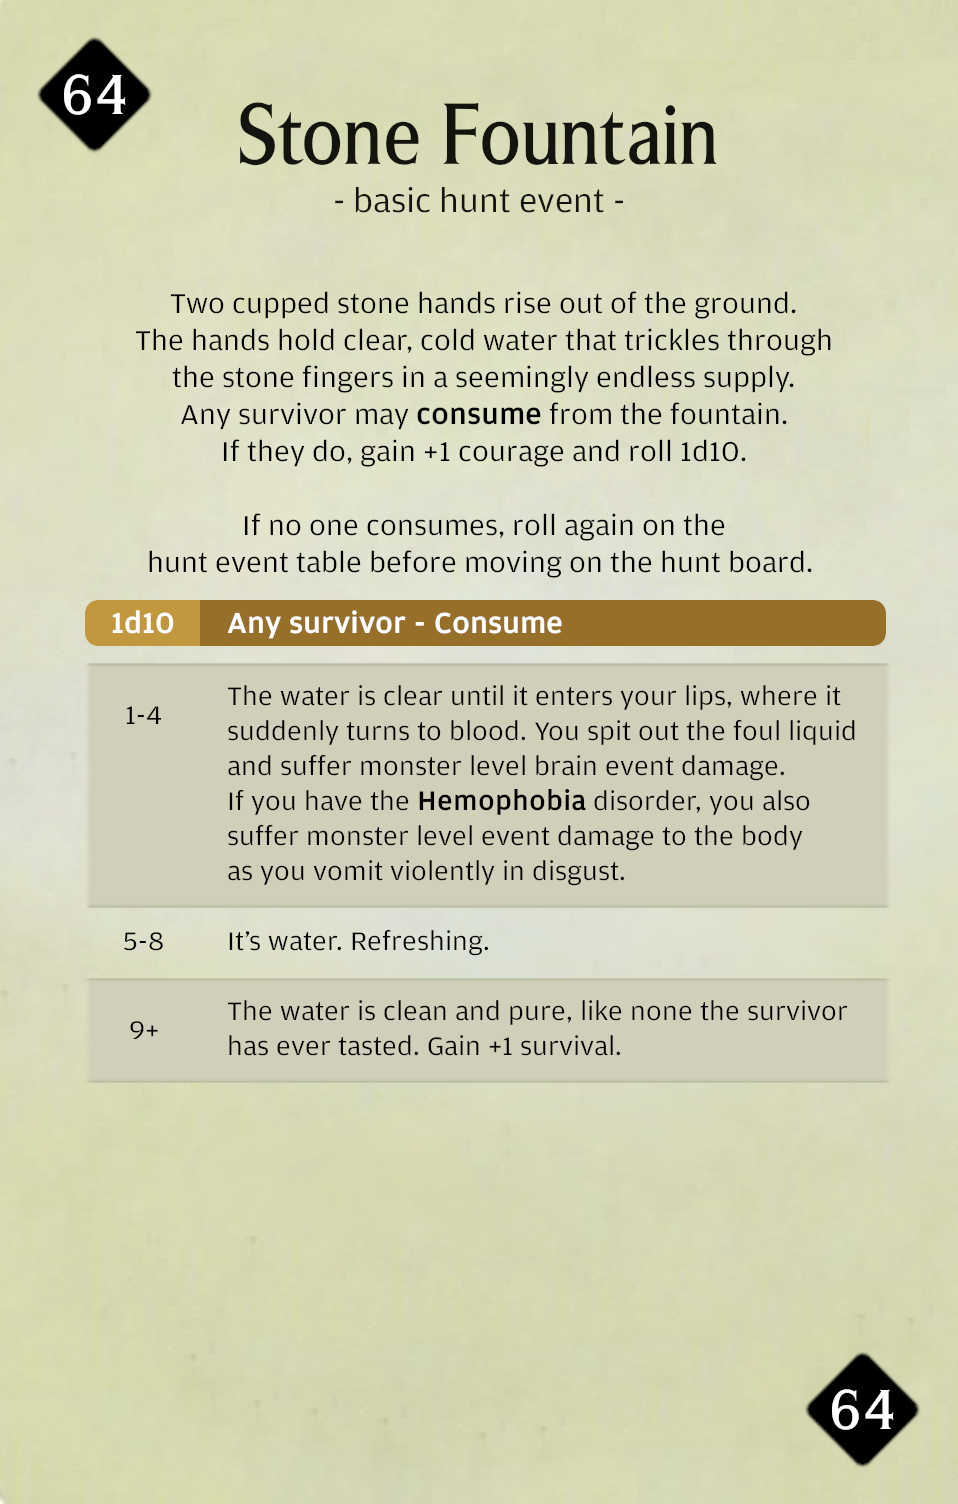 64
Stone Fountain
- basic hunt event -
Two cupped stone hands rise out of the ground.
The hands hold clear, cold water that trickles through
the stone fingers in a seemingly endless supply.
Any survivor may consume from the fountain.
If they do, gain +1 courage and roll 1d10.
If no one consumes, roll again on the
hunt event table before moving on the hunt board.
1d10 Any survivor - Consume
1-4
The water is clear until it enters your lips, where it
suddenly turns to blood. You spit out the foul liquid
and suffer monster level brain event damage.
If you have the Hemophobia disorder, you also
suffer monster level event damage to the body
as you vomit violently in disgust.
5-8 It’s water. Refreshing.
9+
The water is clean and pure, like none the survivor
has ever tasted. Gain +1 survival.
64